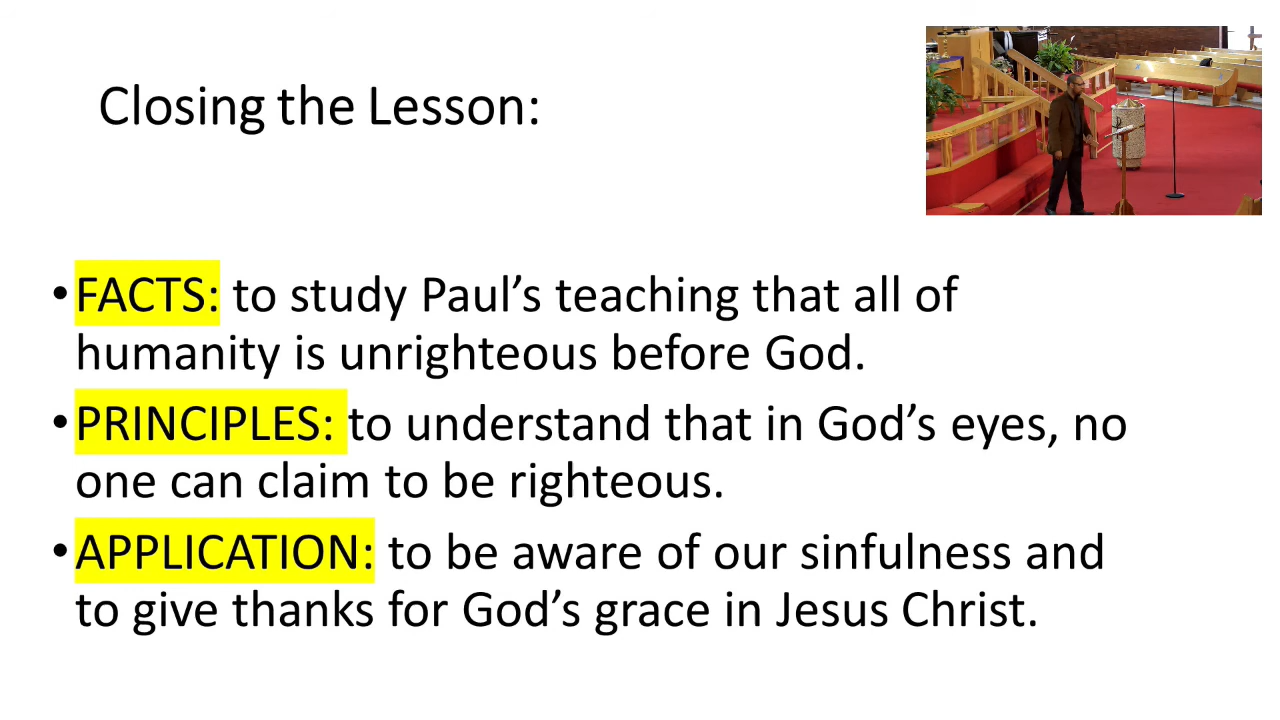 Closing the Lesson:
•FACTS: to study Paul’s teaching that all of
humanity is unrighteous before God.
•PRINCIPLES: to understand that in God’s eyes, no
one can claim to be righteous.
•APPLICATION: to be aware of our sinfulness and
to give thanks for God’s grace in Jesus Christ.